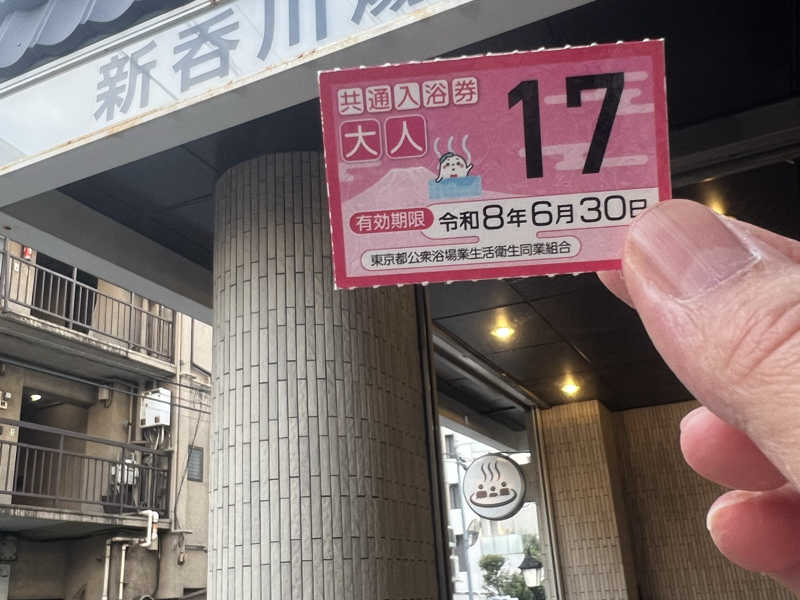 新呑川湯
共通入浴券
大人
17
有効期限 令和8年6月30日
東京都公衆浴場業生活衛生同業組合